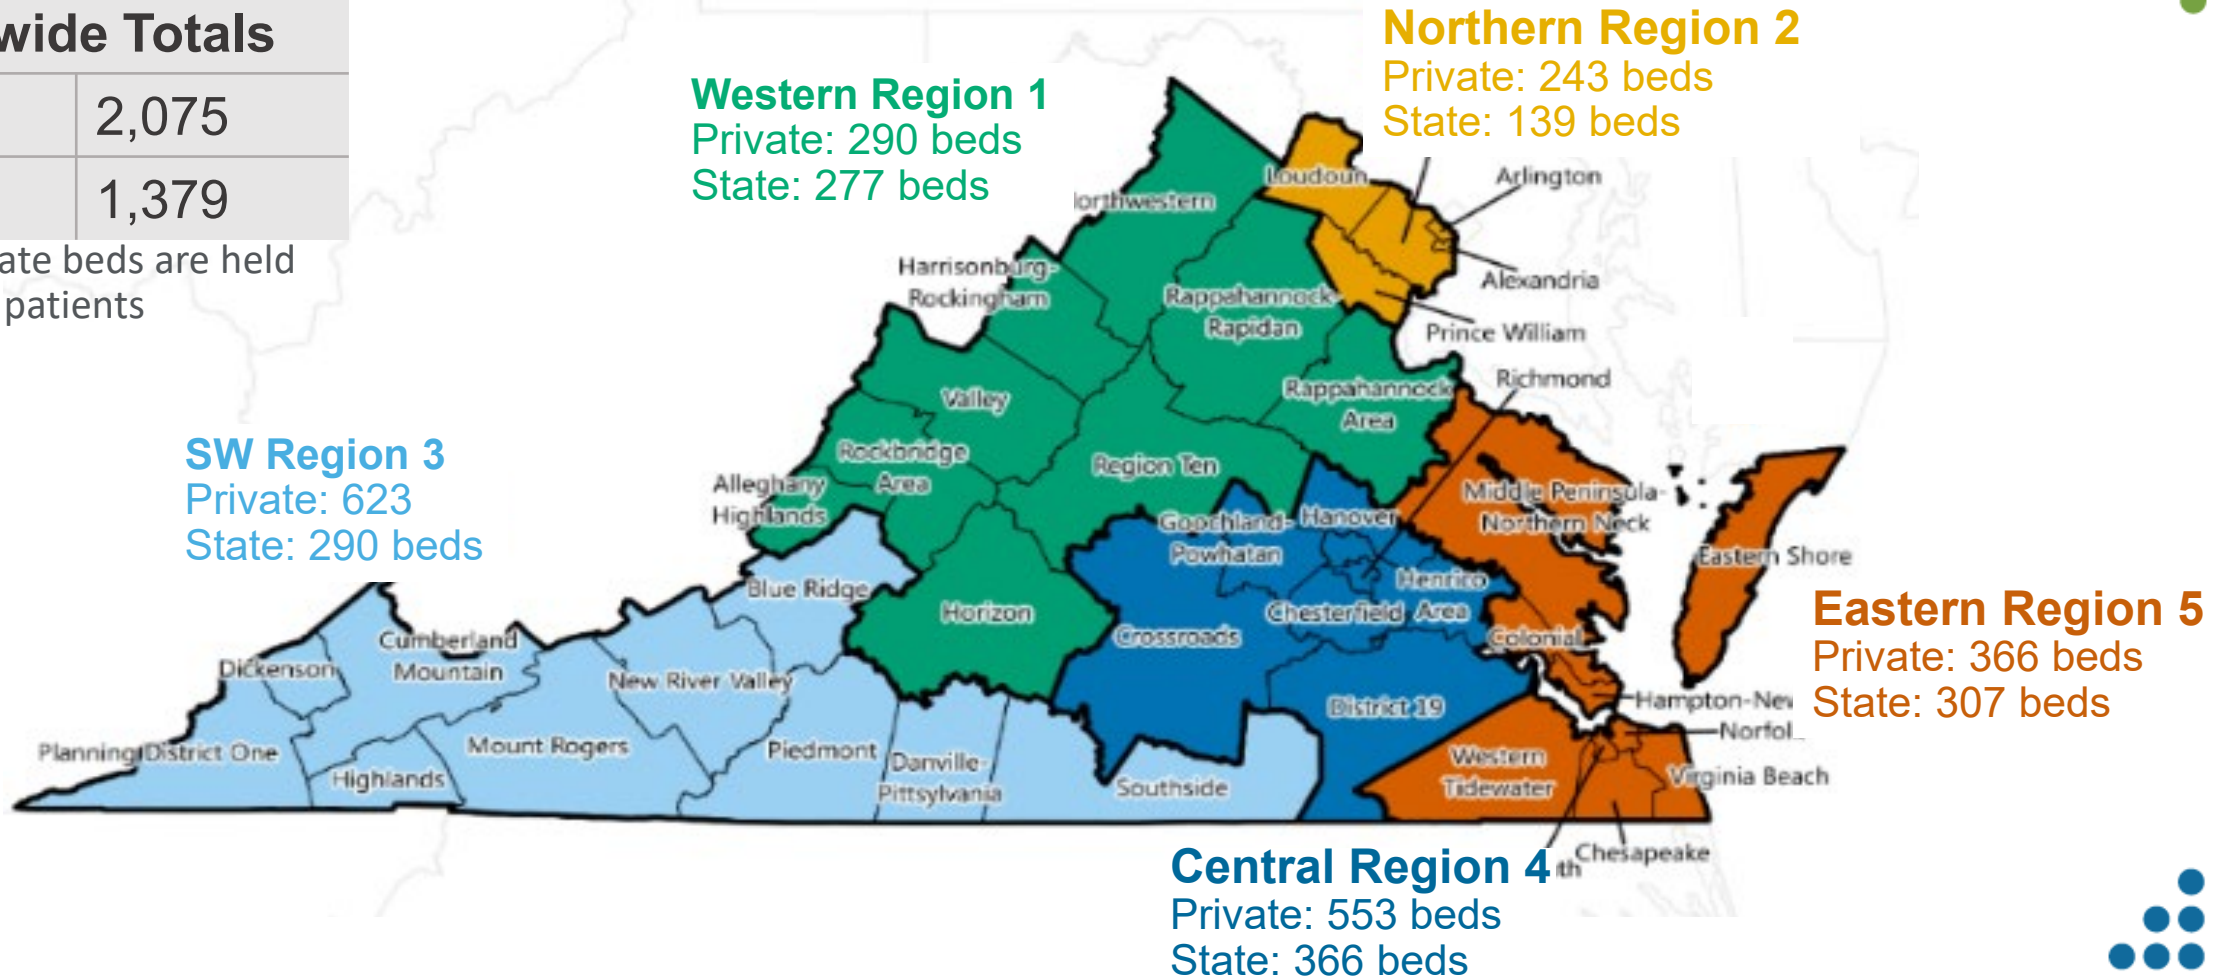 wide Totals
2,075
1,379
ate beds are held
patients
Western Region 1
Private: 290 beds
State: 277 beds
Northern Region 2
Private: 243 beds
State: 139 beds
SW Region 3
Private: 623
State: 290 beds
Eastern Region 5
Private: 366 beds
State: 307 beds
Central Region 4
Private: 553 beds
State: 366 beds
Loudoun
Arlington
orthwestern
Alexandria
Prince William
Harrisonburg-
Rockingham
Rappahannock-
Rapidan
Richmond
Rappahannock
Area
Valley
Rockbridge
Area
Region Ten
Alleghany
Highlands
Middle Peninsula-
Northern Neck
Goochland-
Powhatan
Hanover
Eastern Shore
Henrico
Area
Chesterfield
Blue Ridge
Horizon
Crossroads
Colonial
Cumberland
Mountain
Dickenson
New River Valley
Hampton-New
District 19
Norfol
Planning District One
Mount Rogers
Piedmont
Danville-
Pittsylvania
Highlands
Southside
Western
Tidewater
Virginia Beach
Chesapeake
th